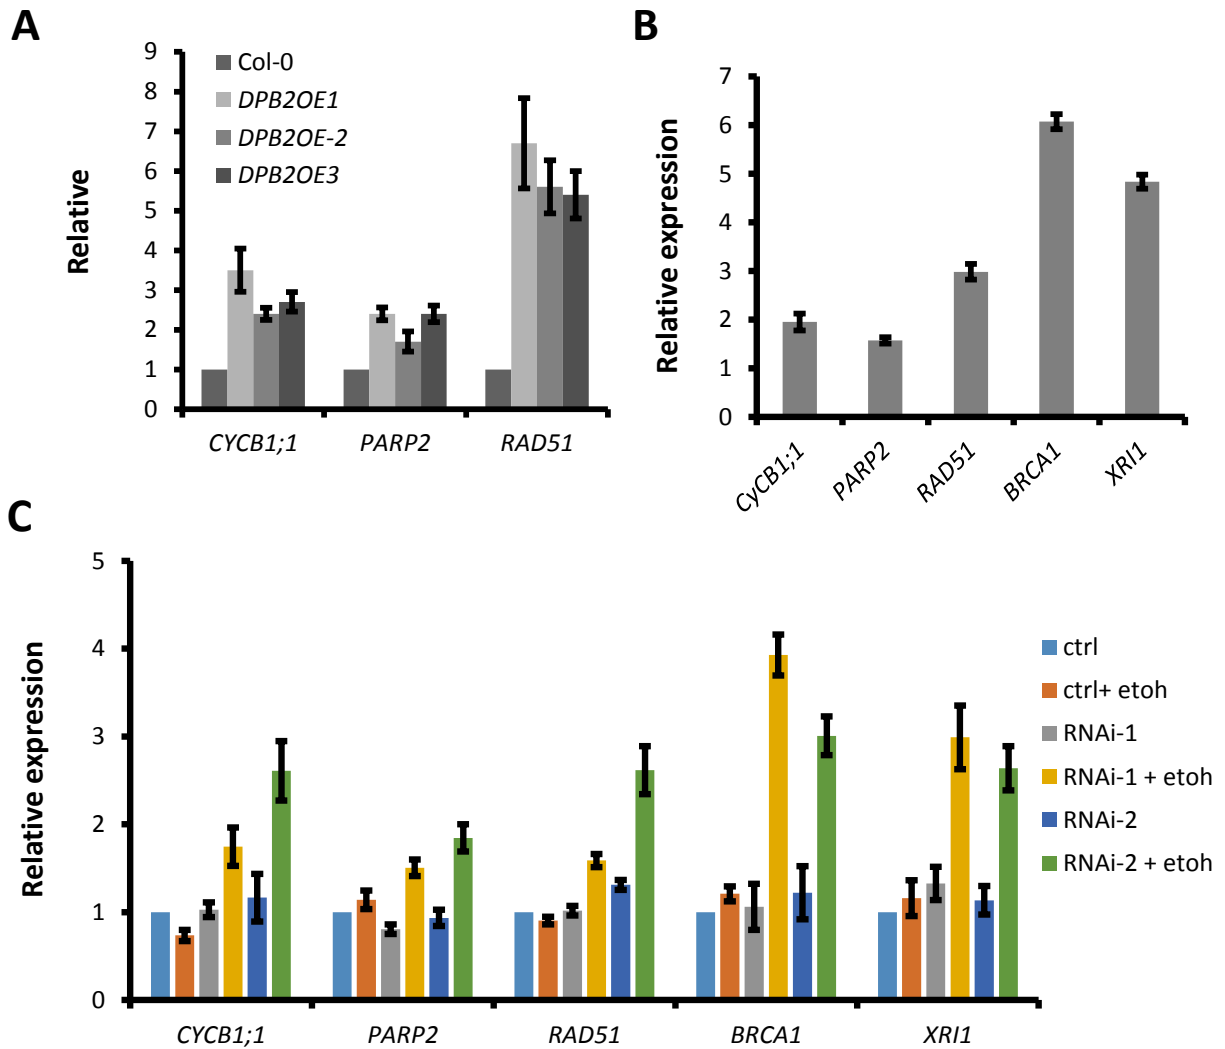 A
Relative
9
8
7
6
5
4
3
2
1
0
Col-0
DPB2OE1
DPB2OE-2
DPB2OE3
CYCB1;1 PARP2 RAD51
B
Relative expression
7
6
5
4
3
2
1
0
CyCB1;1 PARP2 RAD51 BRCA1 XRI1
C
Relative expression
5
4
3
2
1
0
CYCB1;1 PARP2 RAD51 BRCA1 XRI1
ctrl
ctrl+ etoh
RNAi-1
RNAi-1 + etoh
RNAi-2
RNAi-2 + etoh